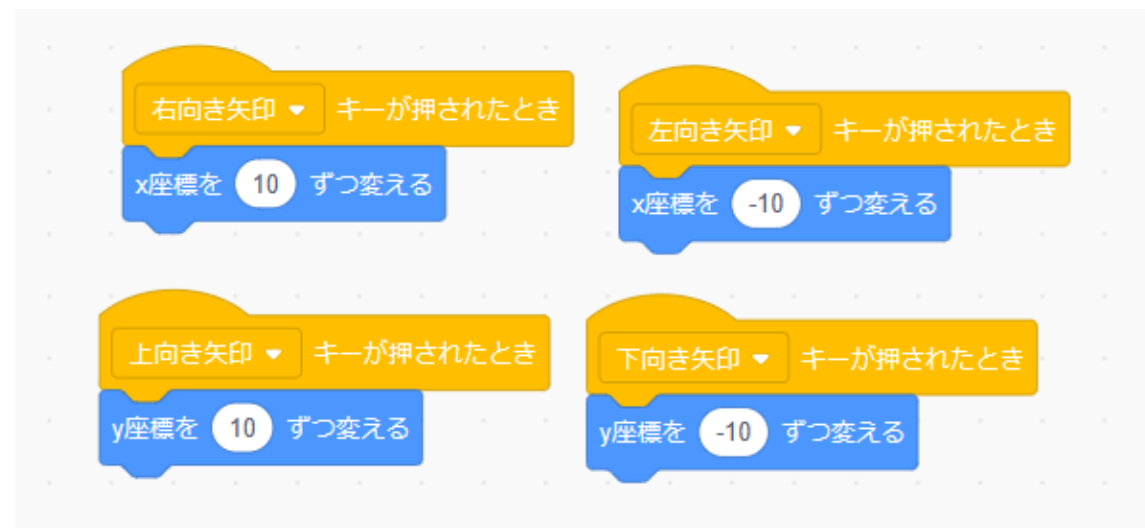 右向き矢印 キーが押されたとき
x座標を 10 ずつ変える
左向き矢印 キーが押されたとき
x座標を -10 ずつ変える
上向き矢印 キーが押されたとき
y座標を 10 ずつ変える
下向き矢印 キーが押されたとき
y座標を -10 ずつ変える